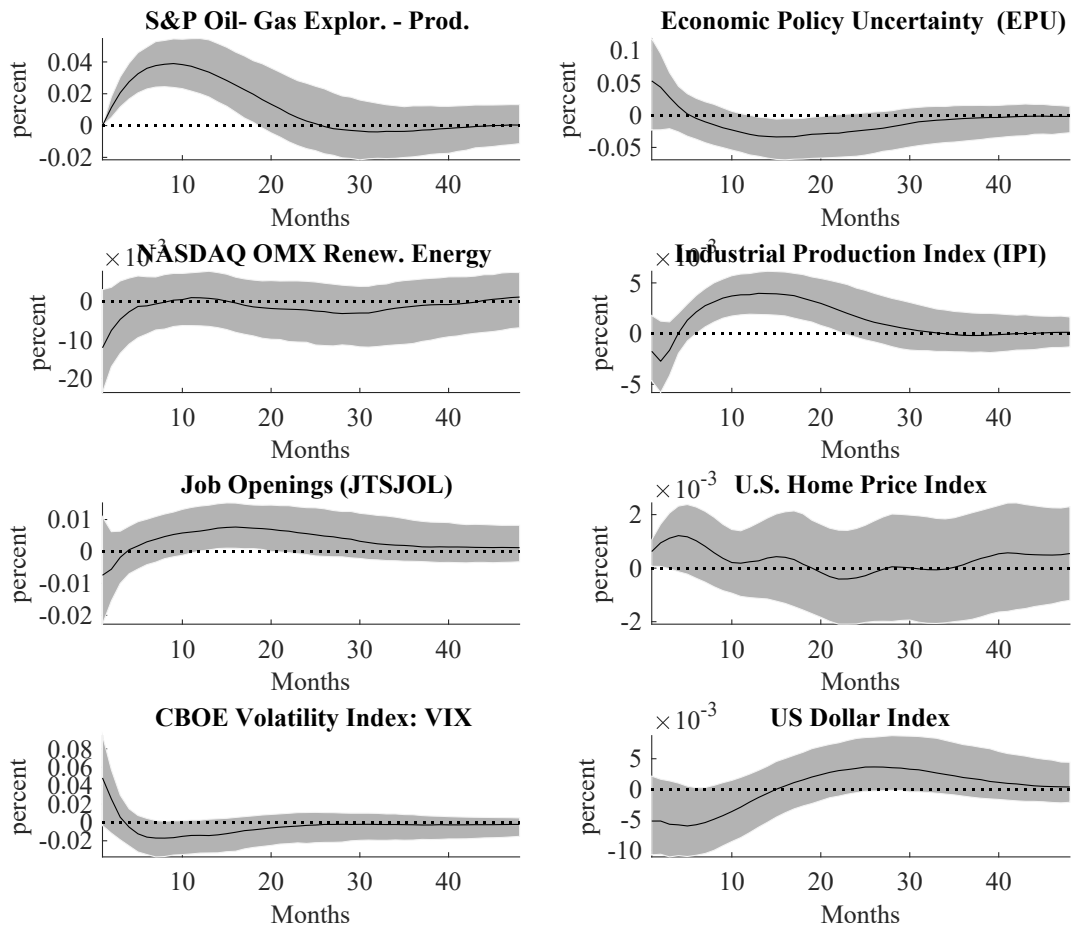 S&P Oil- Gas Explor. - Prod.
0.04
0.02
0
-0.02
percent
10 20 30 40
Months
Economic Policy Uncertainty (EPU)
0.1
0.05
0
-0.05
percent
10 20 30 40
Months
NASDAQ OMX Renew. Energy
×10-3
0
-10
-20
percent
10 20 30 40
Months
Industrial Production Index (IPI)
×10-3
5
0
-5
percent
10 20 30 40
Months
Job Openings (JTSJOL)
0.01
0
-0.01
-0.02
percent
10 20 30 40
Months
U.S. Home Price Index
×10-3
2
0
-2
percent
10 20 30 40
Months
CBOE Volatility Index: VIX
0.08
0.06
0.04
0.02
0
-0.02
percent
10 20 30 40
Months
US Dollar Index
×10-3
5
0
-5
-10
percent
10 20 30 40
Months